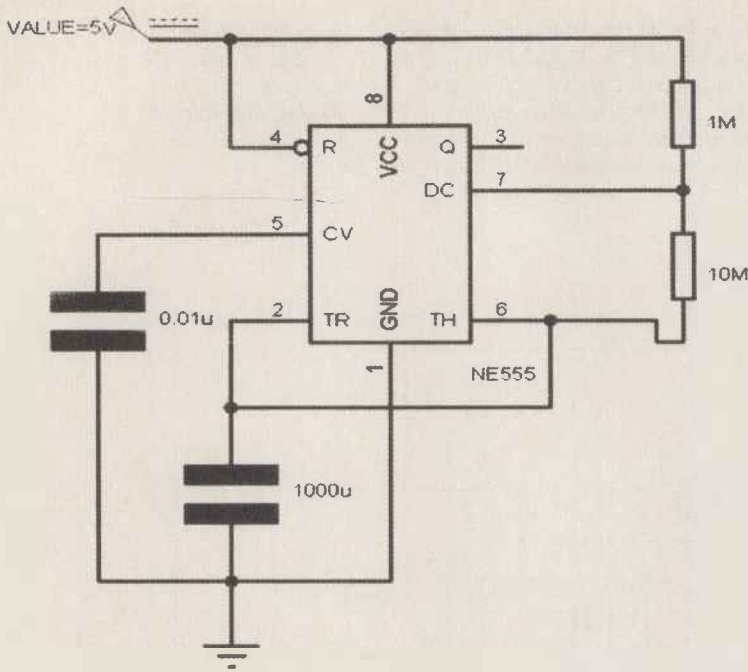 VALUE=5v
8
4 R VCC Q 3
1M
DC 7
5 CV
10M
0.01u
2 TR GND TH 6
1
NE555
1000u